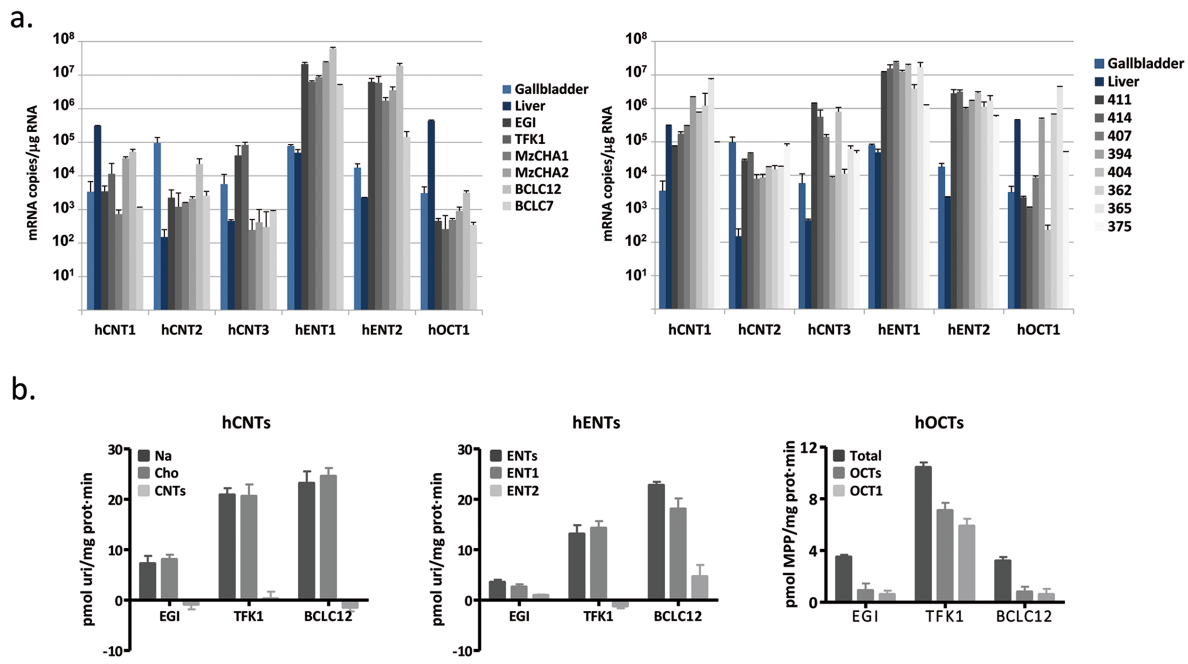 a.
mRNA copies/µg RNA
10⁸
10⁷
10⁶
10⁵
10⁴
10³
10²
10¹
hCNT1 hCNT2 hCNT3 hENT1 hENT2 hOCT1
Gallbladder
Liver
EGI
TFK1
MzCHA1
MzCHA2
BCLC12
BCLC7
mRNA copies/µg RNA
10⁸
10⁷
10⁶
10⁵
10⁴
10³
10²
10¹
hCNT1 hCNT2 hCNT3 hENT1 hENT2 hOCT1
Gallbladder
Liver
411
414
407
394
404
362
365
375
b.
hCNTs
pmol uri/mg prot·min
30
20
10
0
-10
Na
Cho
CNTs
EGI TFK1 BCLC12
hENTs
pmol uri/mg prot·min
30
20
10
0
-10
ENTs
ENT1
ENT2
EGI TFK1 BCLC12
hOCTs
pmol MPP/mg prot·min
12
8
4
0
Total
OCTs
OCT1
EGI TFK1 BCLC12